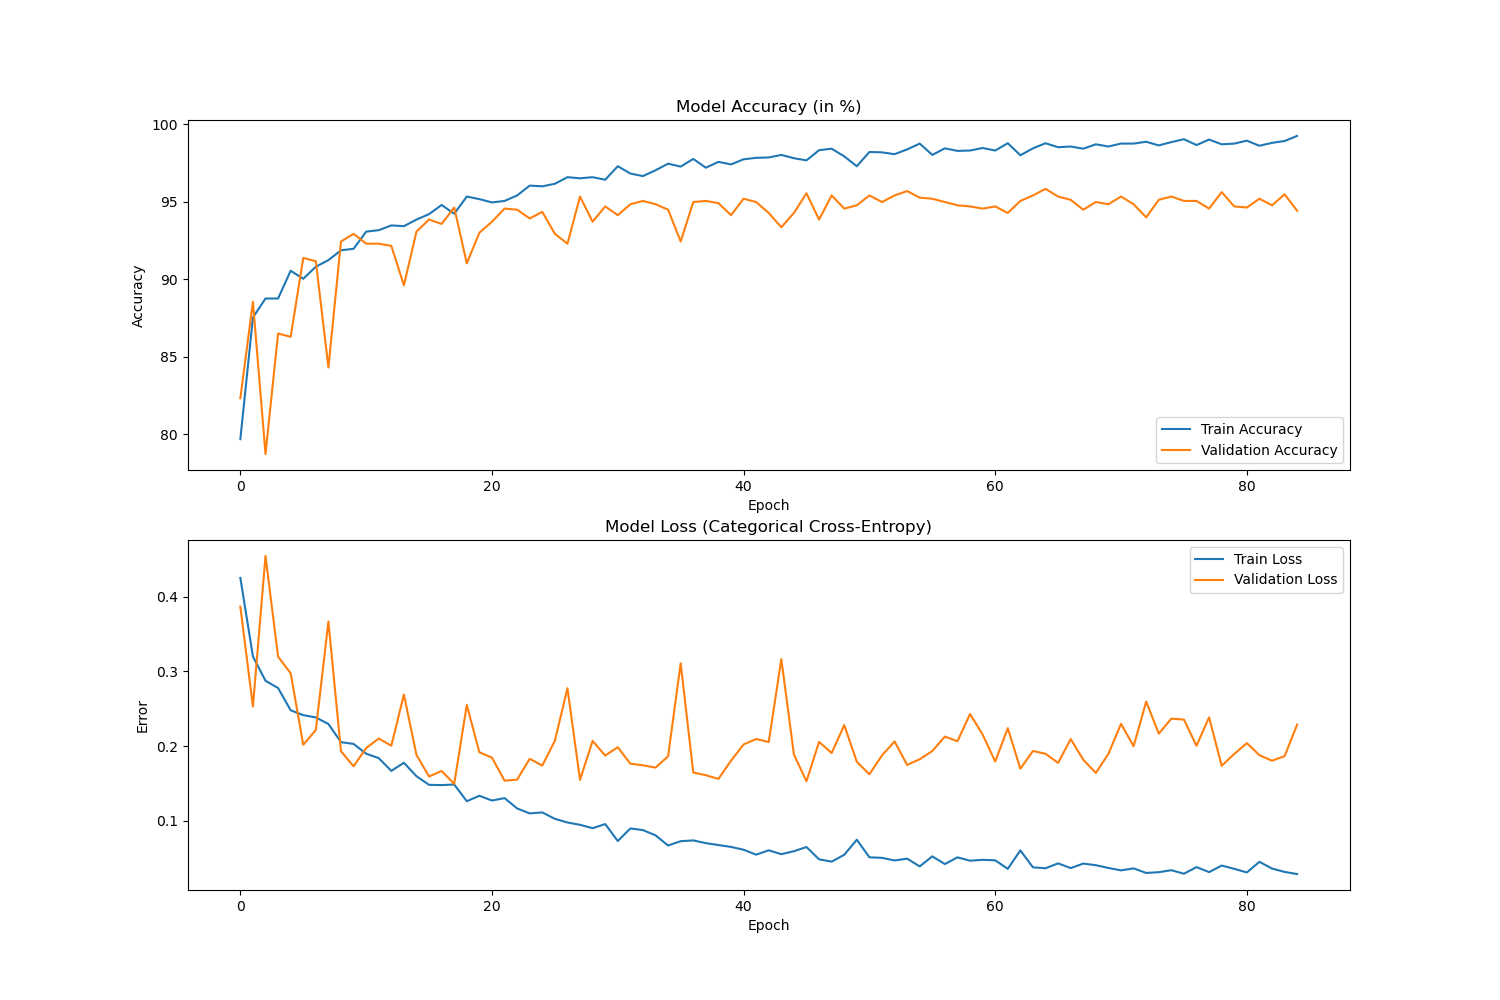 Model Accuracy (in %)
100
95
90
85
80
Accuracy
Train Accuracy
Validation Accuracy
0 20 40 60 80
Epoch
Model Loss (Categorical Cross-Entropy)
Train Loss
Validation Loss
0.4
0.3
0.2
0.1
Error
0 20 40 60 80
Epoch